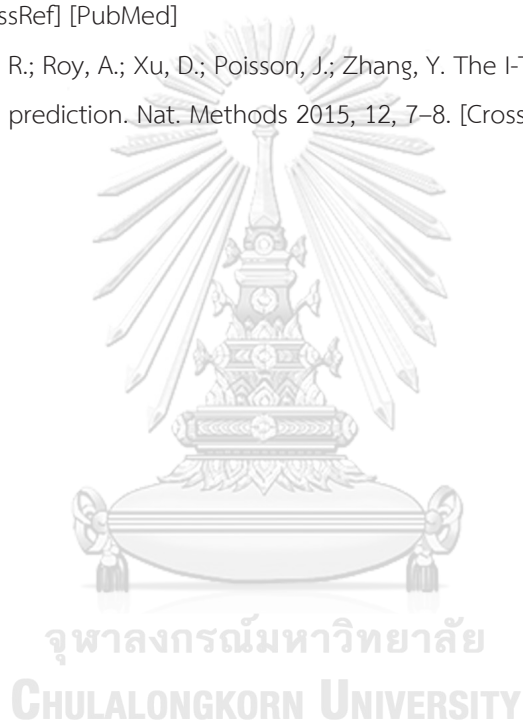 ssRef] [PubMed]
R.; Roy, A.; Xu, D.; Poisson, J.; Zhang, Y. The I-T
prediction. Nat. Methods 2015, 12, 7–8. [Cross
จุฬาลงกรณ์มหาวิทยาลัย
CHULALONGKORN UNIVERSITY